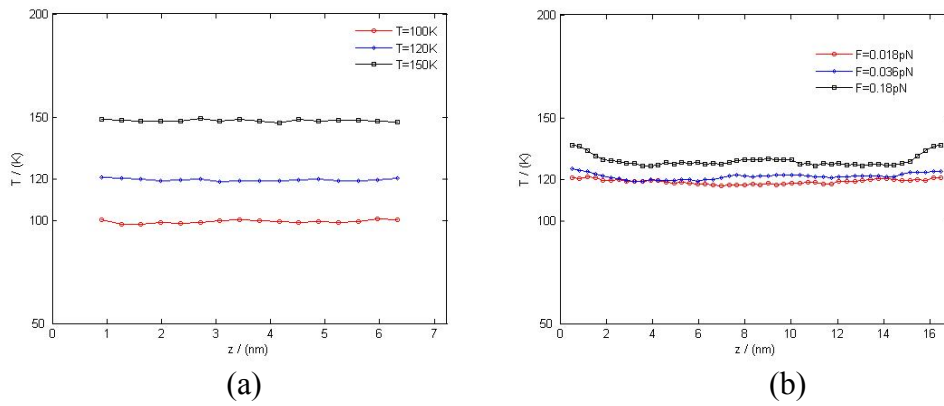 200
150
120
100
50
T / (K)
0 1 2 3 4 5 6 7
z / (nm)
T=100K
T=120K
T=150K
(a)
200
150
120
100
50
T / (K)
0 2 4 6 8 10 12 14 16
z / (nm)
F=0.018pN
F=0.036pN
F=0.18pN
(b)